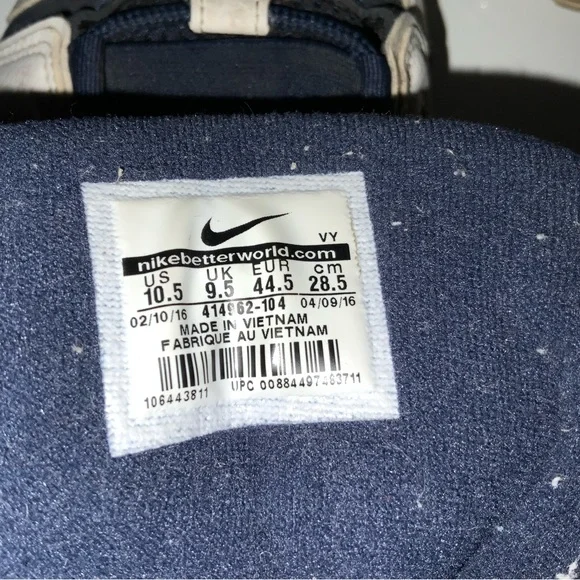 VY
nikebetterworld.com
US UK EUR cm
10.5 9.5 44.5 28.5
02/10/16 414962-104 04/09/16
MADE IN VIETNAM
FABRIQUE AU VIETNAM
106443811 UPC 00884497463711